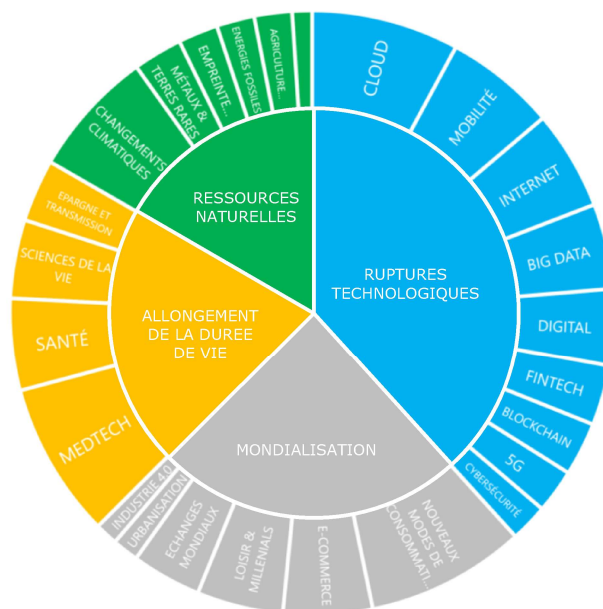 RESSOURCES
NATURELLES
RUPTURES
TECHNOLOGIQUES
ALLONGEMENT
DE LA DUREE
DE VIE
MONDIALISATION
CLOUD
MOBILITÉ
INTERNET
BIG DATA
DIGITAL
FINTECH
BLOCKCHAIN
5G
CYBERSÉCURITÉ
NOUVEAUX
MODES DE
CONSOMMATI...
E-COMMERCE
LOISIR &
MILLENIALS
ECHANGES
MONDIAUX
URBANISATION
INDUSTRIE 4.0
MEDTECH
SANTÉ
SCIENCES DE LA
VIE
EPARGNE ET
TRANSMISSION
CHANGEMENTS
CLIMATIQUES
MÉTAUX &
TERRES RARES
EMPREINTE...
ENERGIES FOSSILES
AGRICULTURE...